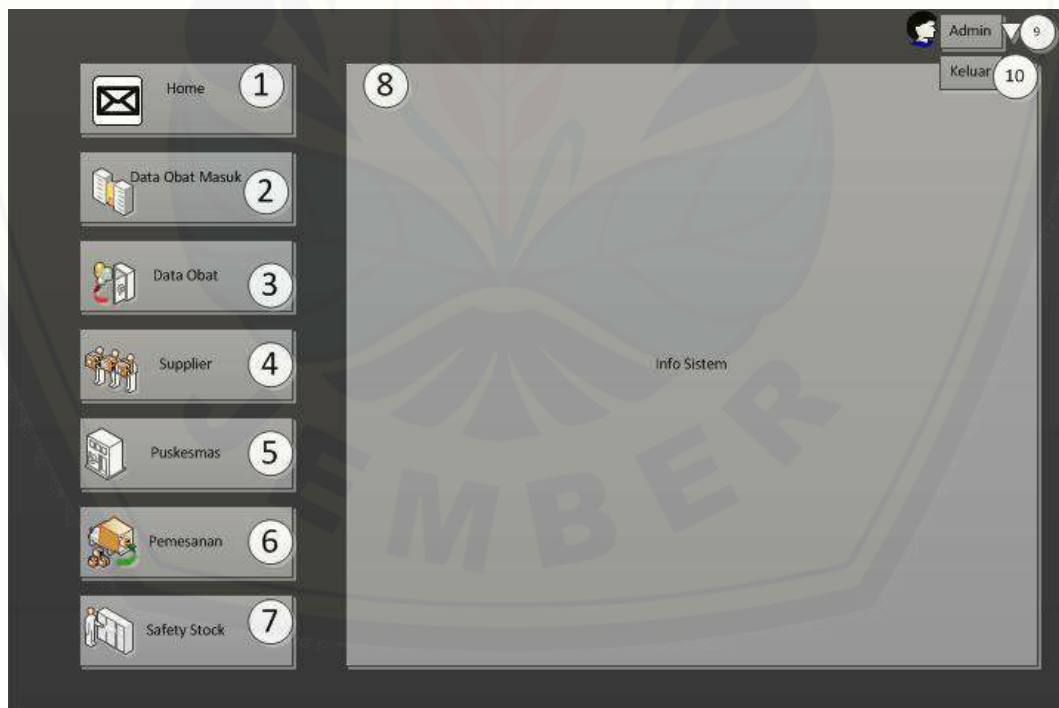 Admin 9
Keluar 10
Home 1
8
Data Obat Masuk 2
Data Obat 3
Supplier 4
Info Sistem
Puskesmas 5
Pemesanan 6
Safety Stock 7
JEMBER